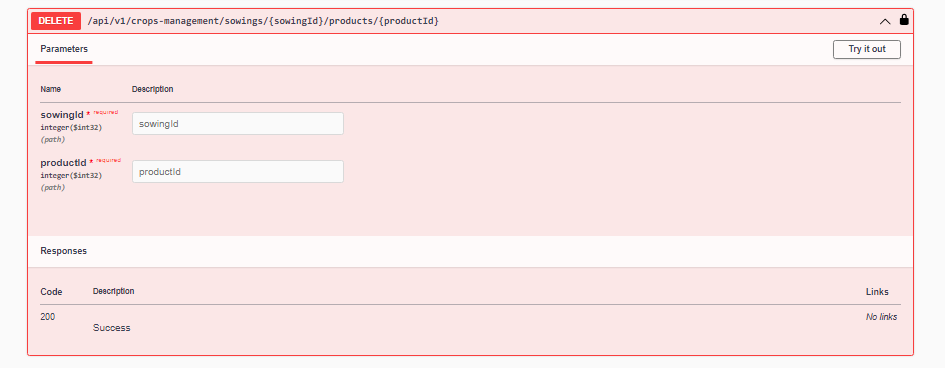 DELETE /api/v1/crops-management/sowings/{sowingId}/products/{productId}
Parameters
Try it out
Name Description
sowingId * required
sowingId
integer($int32)
(path)
productId * required
productId
integer($int32)
(path)
Responses
Code Description Links
200 No links
Success